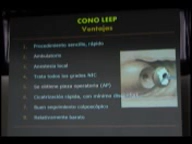 CONO LEEP
Ventajas
Procedimiento sencillo, rápido
Ambulatorio
Anestesia local
Trata todos los grados NIC
Se obtiene pieza operatoria (AP)
Cicatrización rápida, con mínima
Buen seguimiento colposcópico
Relativamente barato